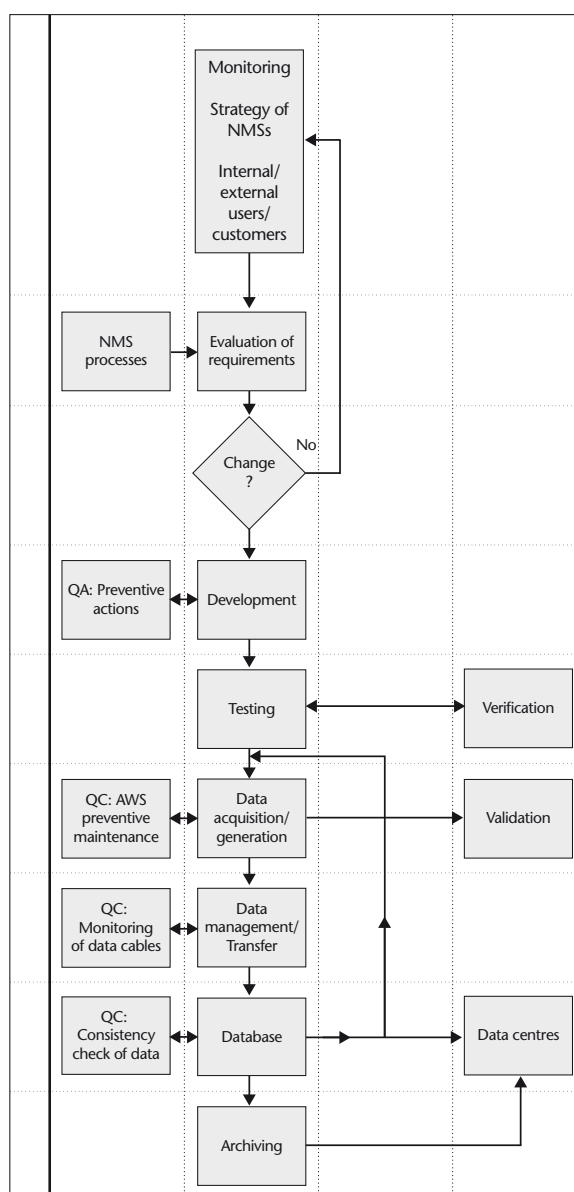 Monitoring
Strategy of
NMSs
Internal/
external
users/
customers
NMS
processes
Evaluation of
requirements
No
Change
?
QA: Preventive
actions
Development
Testing
Verification
QC: AWS
preventive
maintenance
Data
acquisition/
generation
Validation
QC:
Monitoring
of data cables
Data
management/
Transfer
QC:
Consistency
check of data
Database
Data centres
Archiving